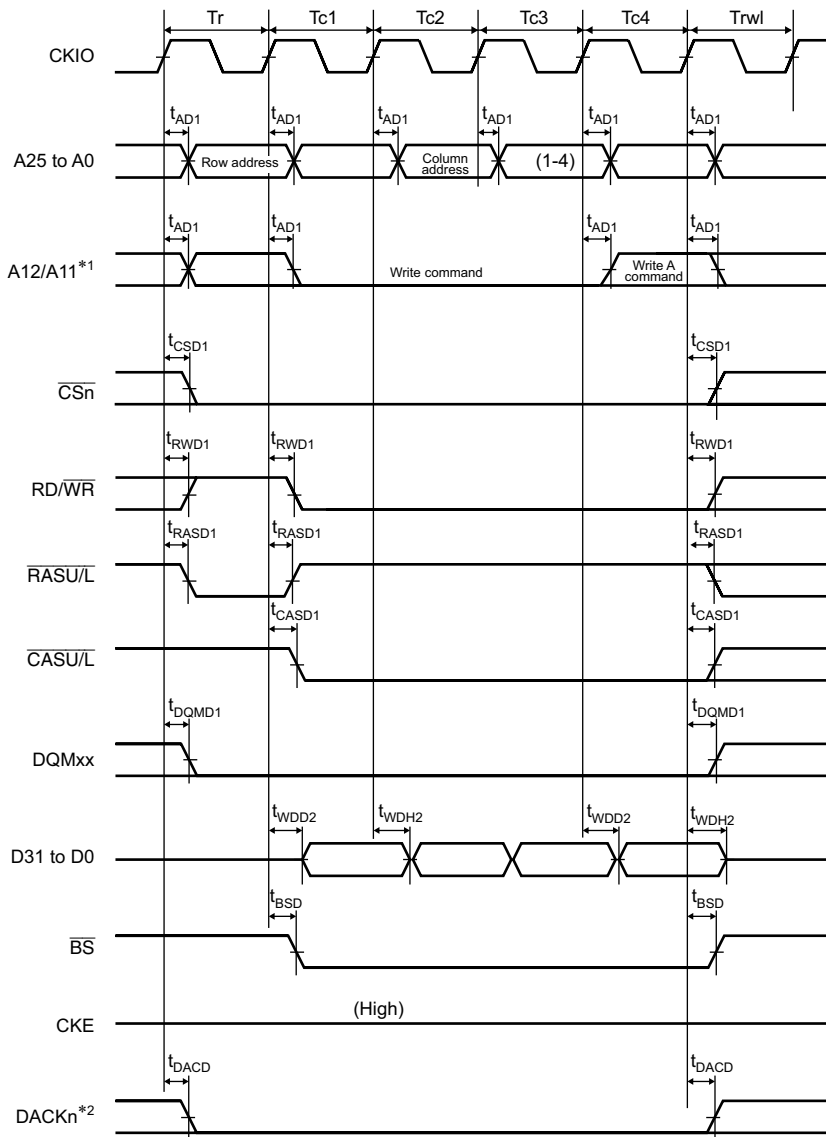 Tr Tc1 Tc2 Tc3 Tc4 Trwl
CKIO
tAD1 tAD1 tAD1 tAD1 tAD1 tAD1
A25 to A0 Row address Column address (1-4)
tAD1 tAD1 tAD1 tAD1
A12/A11*1 Write command Write A command
tCSD1 tCSD1
CSn
tRWD1 tRWD1 tRWD1
RD/WR
tRASD1 tRASD1 tRASD1
RASU/L
tCASD1 tCASD1
CASU/L
tDQMD1 tDQMD1
DQMxx
tWDD2 tWDH2 tWDD2 tWDH2
D31 to D0
tBSD tBSD
BS
(High)
CKE
tDACD tDACD
DACKn*2